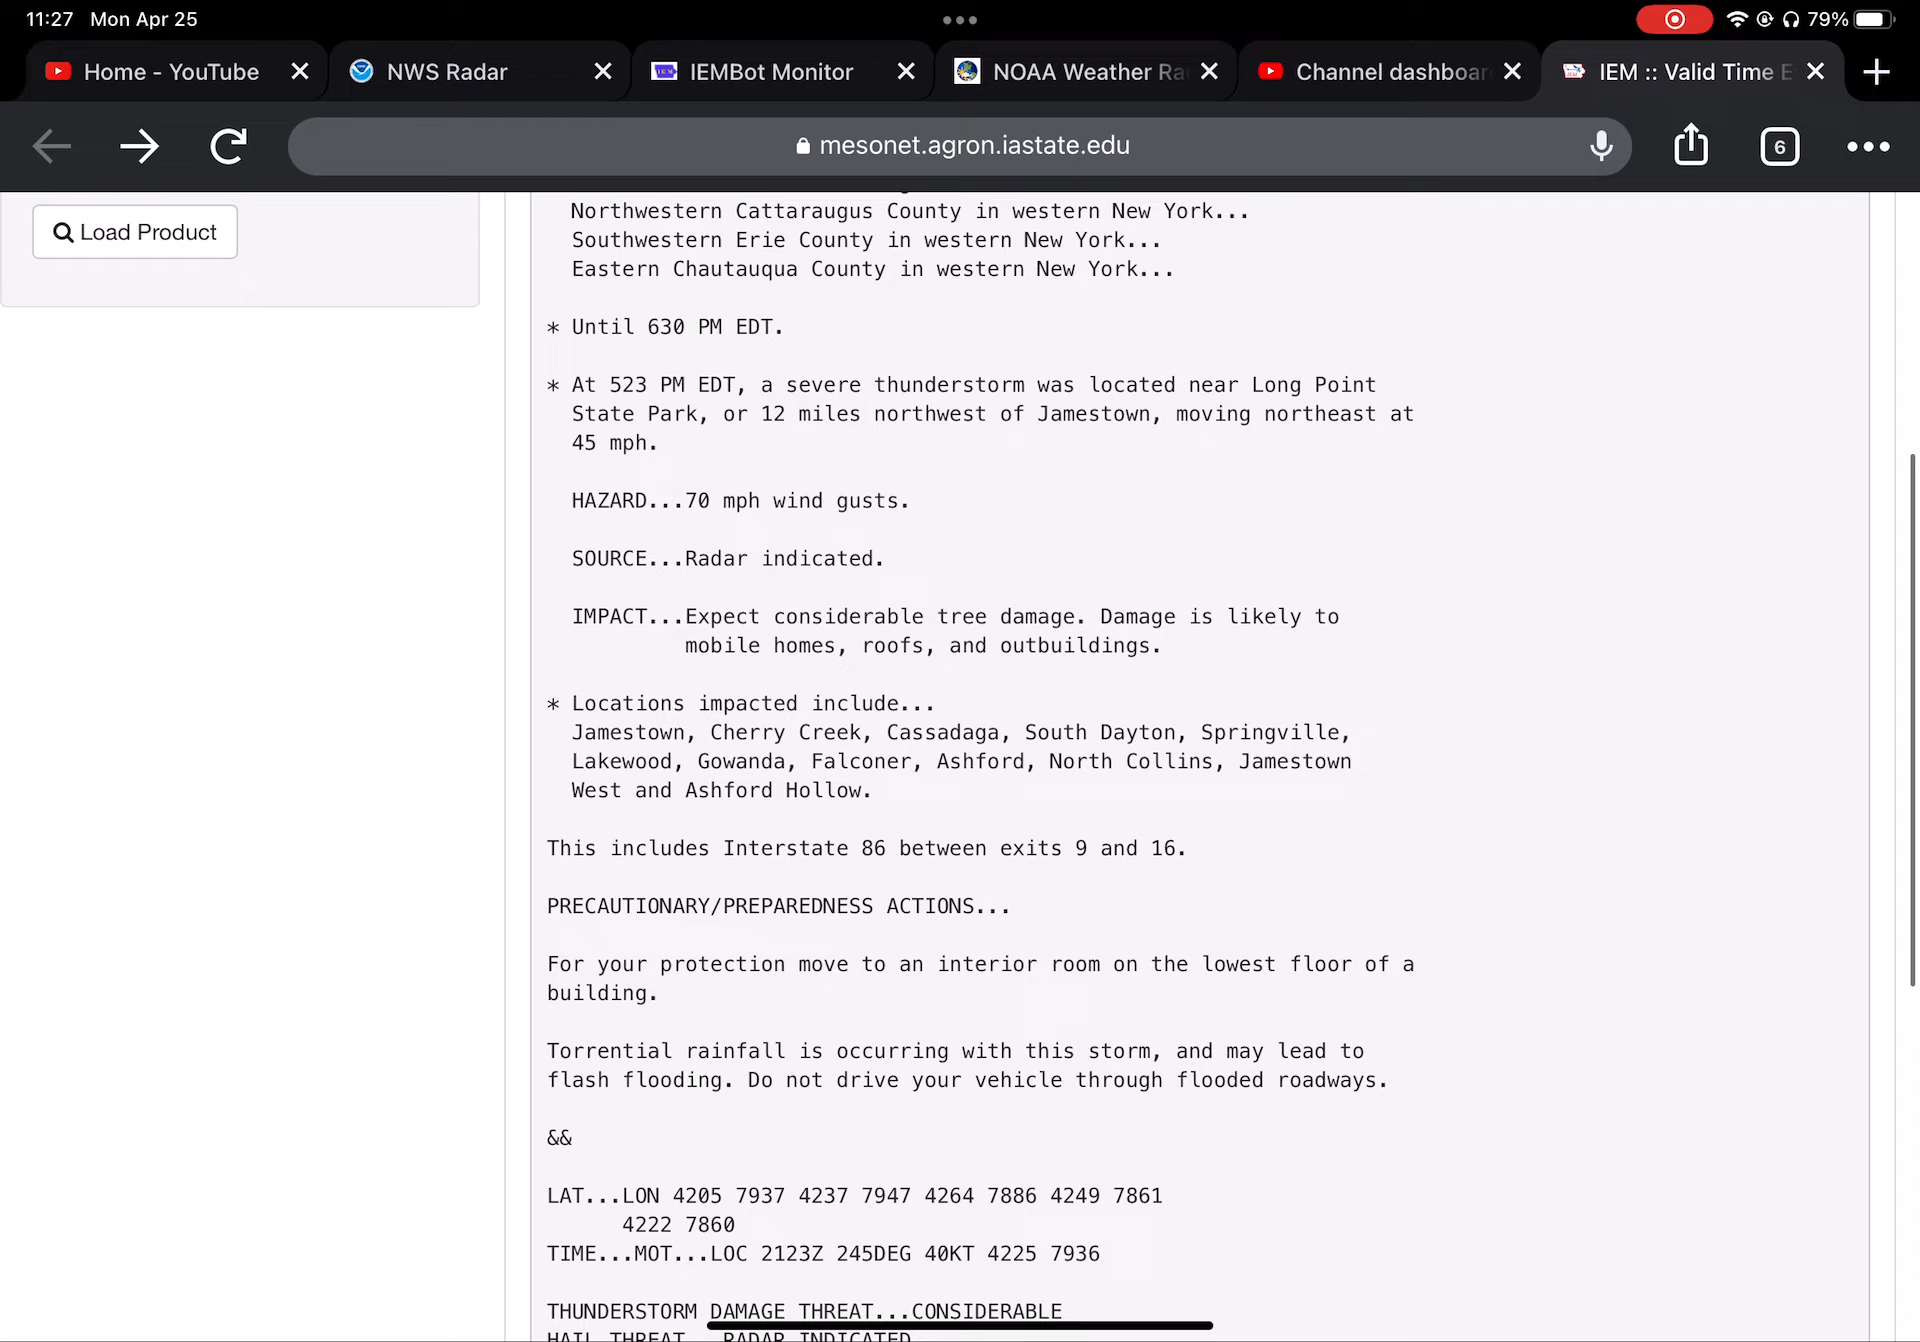 11:27 Mon Apr 25
79%
Home - YouTube
NWS Radar
IEMBot Monitor
NOAA Weather Ra
Channel dashboar
IEM :: Valid Time E
mesonet.agron.iastate.edu
6
Load Product
Northwestern Cattaraugus County in western New York...
Southwestern Erie County in western New York...
Eastern Chautauqua County in western New York...
* Until 630 PM EDT.
* At 523 PM EDT, a severe thunderstorm was located near Long Point
State Park, or 12 miles northwest of Jamestown, moving northeast at
45 mph.
HAZARD...70 mph wind gusts.
SOURCE...Radar indicated.
IMPACT...Expect considerable tree damage. Damage is likely to
mobile homes, roofs, and outbuildings.
* Locations impacted include...
Jamestown, Cherry Creek, Cassadaga, South Dayton, Springville,
Lakewood, Gowanda, Falconer, Ashford, North Collins, Jamestown
West and Ashford Hollow.
This includes Interstate 86 between exits 9 and 16.
PRECAUTIONARY/PREPAREDNESS ACTIONS...
For your protection move to an interior room on the lowest floor of a
building.
Torrential rainfall is occurring with this storm, and may lead to
flash flooding. Do not drive your vehicle through flooded roadways.
&&
LAT...LON 4205 7937 4237 7947 4264 7886 4249 7861
4222 7860
TIME...MOT...LOC 2123Z 245DEG 40KT 4225 7936
THUNDERSTORM DAMAGE THREAT...CONSIDERABLE
HAIL THREAT...RADAR INDICATED